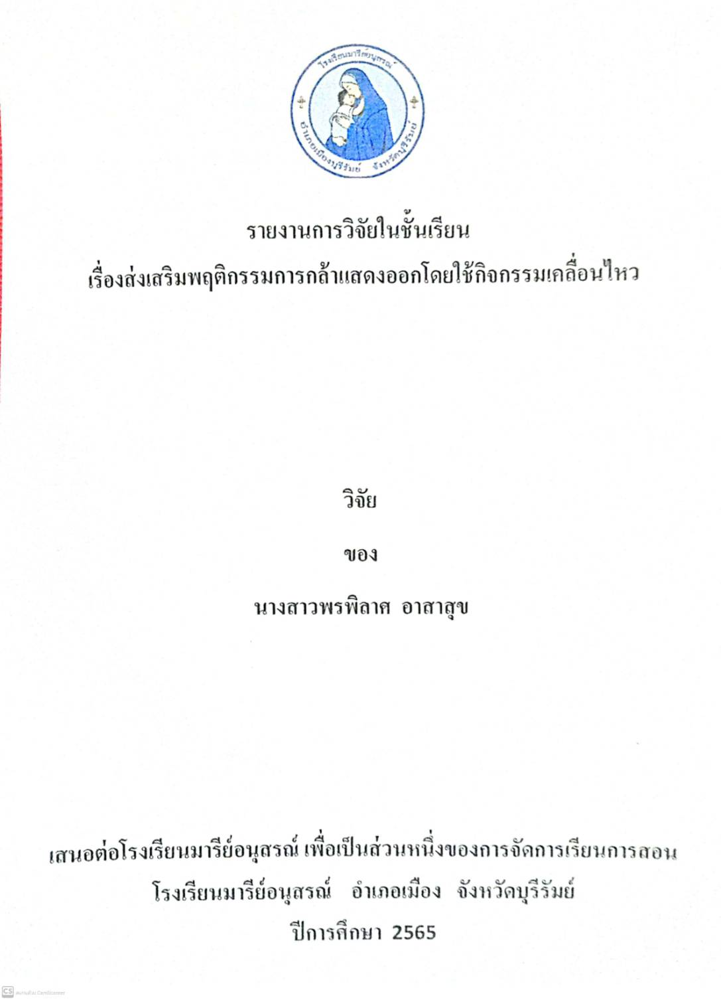 โรงเรียนมารีย์อนุสรณ์
อำเภอเมืองบุรีรัมย์ จังหวัดบุรีรัมย์
รายงานการวิจัยในชั้นเรียน
เรื่องส่งเสริมพฤติกรรมการกล้าแสดงออกโดยใช้กิจกรรมเคลื่อนไหว
วิจัย
ของ
นางสาวพรพิลาศ อาสาสุข
เสนอต่อโรงเรียนมารีย์อนุสรณ์ เพื่อเป็นส่วนหนึ่งของการจัดการเรียนการสอน
โรงเรียนมารีย์อนุสรณ์ อำเภอเมือง จังหวัดบุรีรัมย์
ปีการศึกษา 2565
CS สแกนด้วย CamScanner